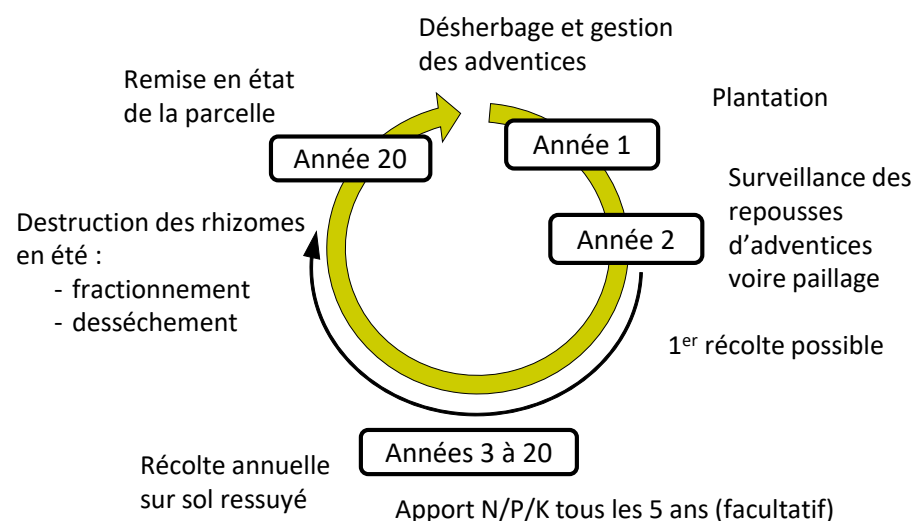 Désherbage et gestion
des adventices
Plantation
Année 1
Surveillance des
repousses
d’adventices
voire paillage
Année 2
1er récolte possible
Années 3 à 20
Apport N/P/K tous les 5 ans (facultatif)
Récolte annuelle
sur sol ressuyé
Destruction des rhizomes
en été :
- fractionnement
- desséchement
Année 20
Remise en état
de la parcelle